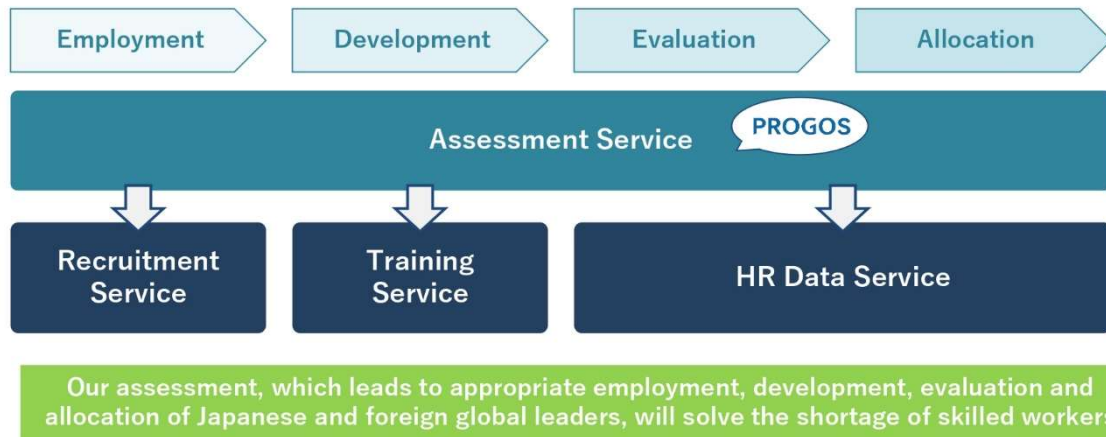 Employment
Development
Evaluation
Allocation
Assessment Service
PROGOS
Recruitment
Service
Training
Service
HR Data Service
Our assessment, which leads to appropriate employment, development, evaluation and
allocation of Japanese and foreign global leaders, will solve the shortage of skilled workers